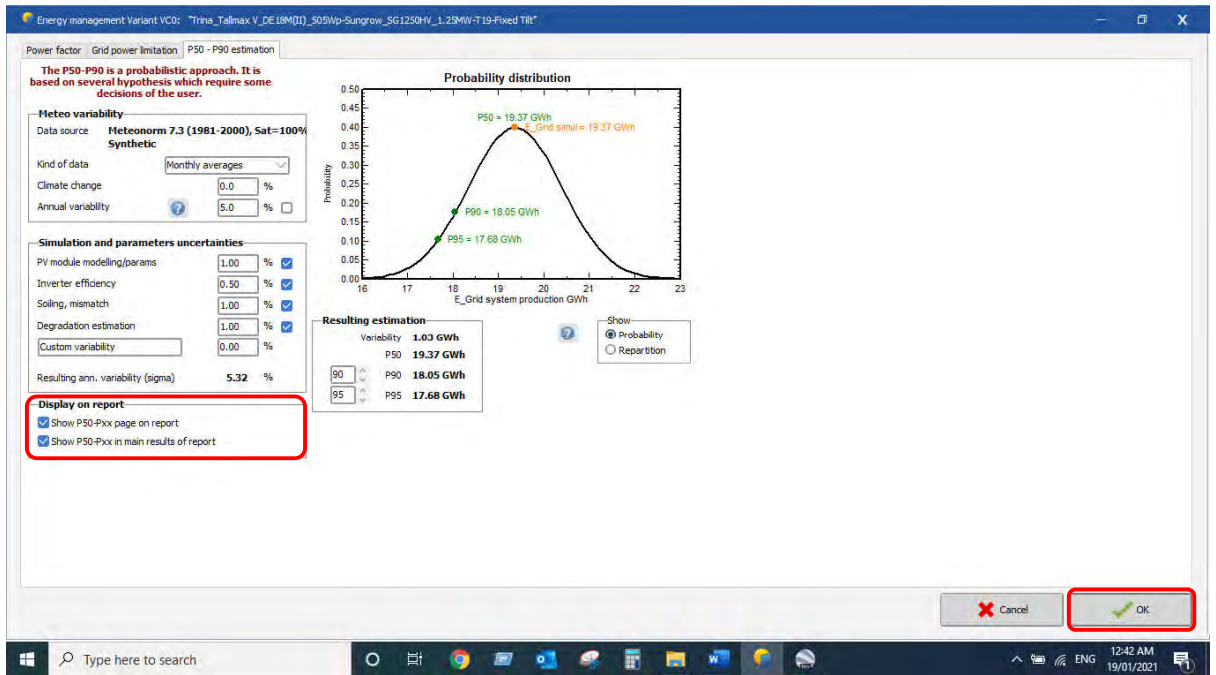 Energy management Variant VC0: "Trina_Tallmax V_DE18M(II)_505Wp-Sungrow_SG1250HV_1.25MW-T19-Fixed Tilt"
Power factor Grid power limitation P50 - P90 estimation
The P50-P90 is a probabilistic approach. It is
based on several hypothesis which require some
decisions of the user.
Meteo variability
Data source Meteonorm 7.3 (1981-2000), Sat=100%
Synthetic
Kind of data Monthly averages
Climate change 0.0 %
Annual variability 5.0 %
Simulation and parameters uncertainties
PV module modelling/params 1.00 %
Inverter efficiency 0.50 %
Soiling, mismatch 1.00 %
Degradation estimation 1.00 %
Custom variability 0.00 %
Resulting ann. variability (sigma) 5.32 %
Display on report
Show P50-Pxx page on report
Show P50-Pxx in main results of report
Probability distribution
0.50
0.45
0.40
0.35
0.30
0.25
0.20
0.15
0.10
0.05
0.00
Probability
P50 = 19.37 GWh
E_Grid simul = 19.37 GWh
P90 = 18.05 GWh
P95 = 17.68 GWh
16 17 18 19 20 21 22 23
E_Grid system production GWh
Resulting estimation
Variability 1.03 GWh
P50 19.37 GWh
90 P90 18.05 GWh
95 P95 17.68 GWh
Show
Probability
Repartition
Cancel
OK
Type here to search
ENG
12:42 AM
19/01/2021